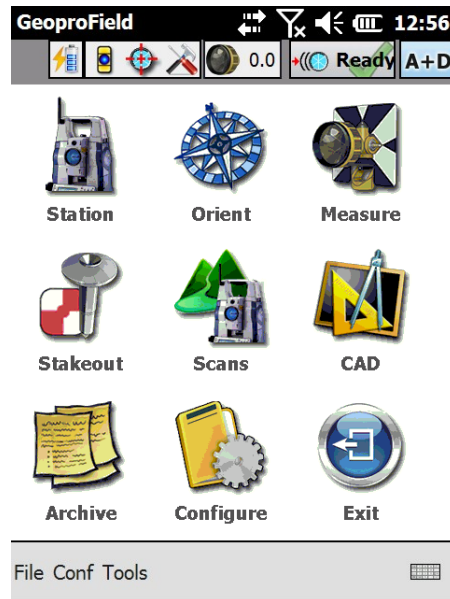 GeoproField 12:56
0.0 Ready A+D
Station Orient Measure
Stakeout Scans CAD
Archive Configure Exit
File Conf Tools